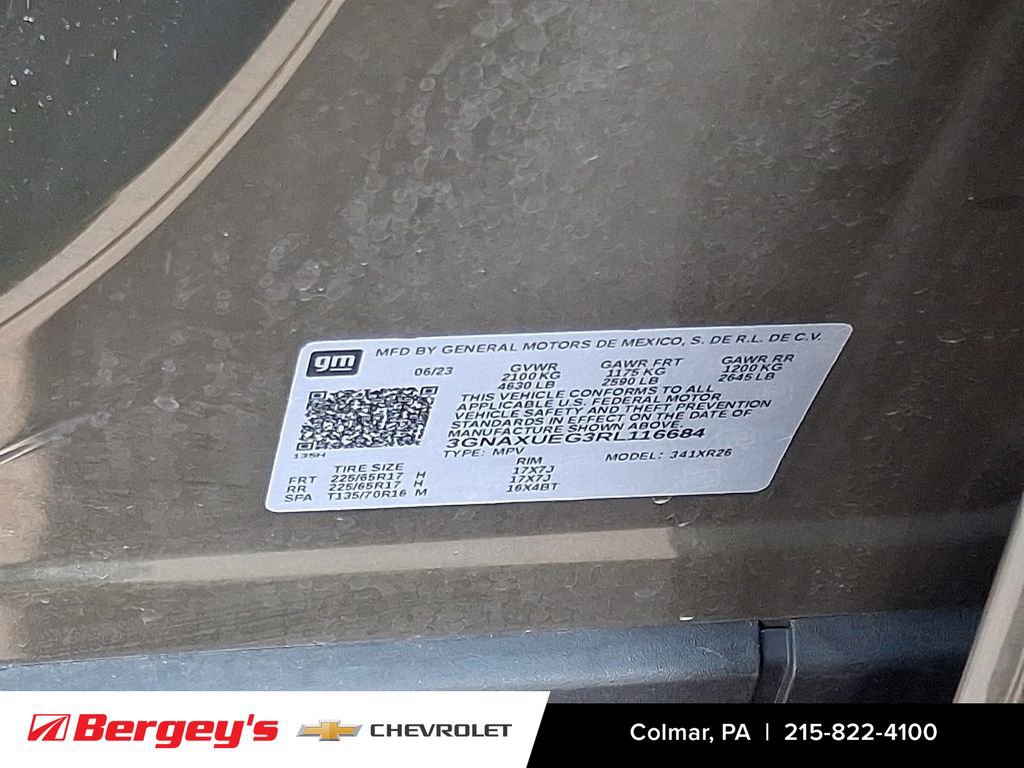 gm MFD BY GENERAL MOTORS DE MEXICO, S. DE R.L. DE C.V.
06/23 GVWR GAWR FRT GAWR RR
2100 KG 1175 KG 1200 KG
4630 LB 2590 LB 2645 LB
THIS VEHICLE CONFORMS TO ALL
APPLICABLE U.S. FEDERAL MOTOR
VEHICLE SAFETY AND THEFT PREVENTION
STANDARDS IN EFFECT ON THE DATE OF
MANUFACTURE SHOWN ABOVE.
3GNAXUEG3RL116684
135H
TYPE: MPV MODEL: 341XR26
TIRE SIZE RIM
FRT 225/65R17 H 17X7J
RR 225/65R17 H 17X7J
SPA T135/70R16 M 16X4BT
Bergey's CHEVROLET Colmar, PA | 215-822-4100